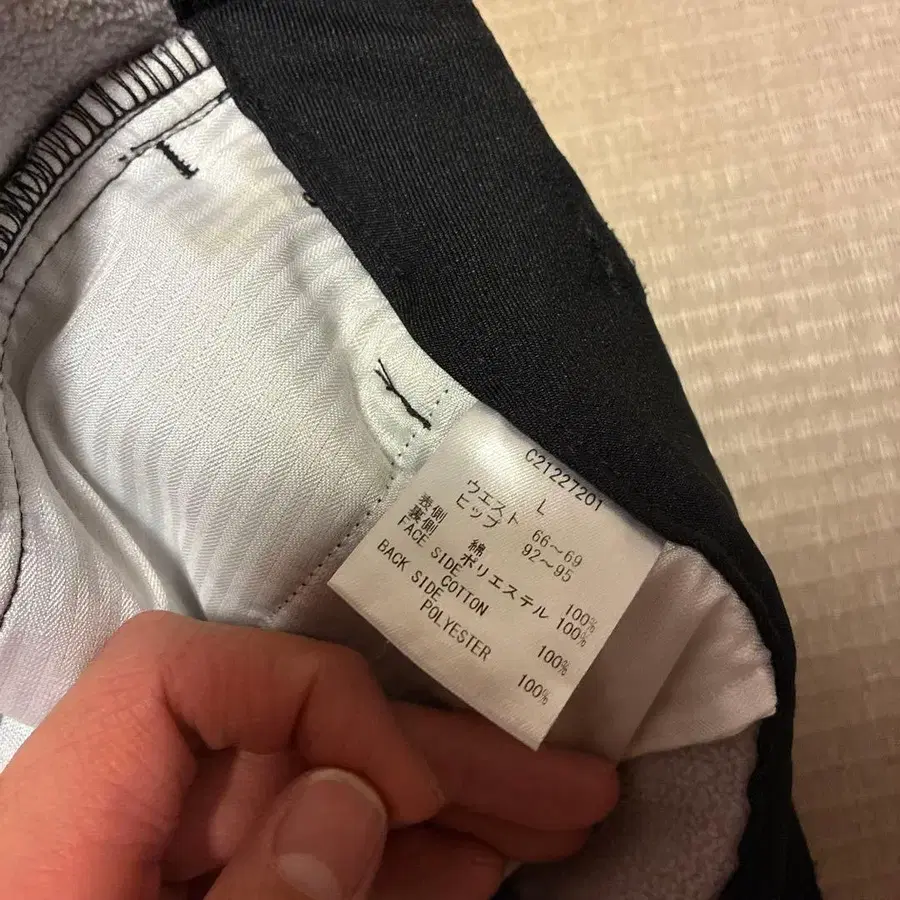 C21227201
L
ウエスト 66～69
ヒップ 92～95
表側 綿 100%
裏側 ポリエステル 100%
FACE SIDE
COTTON 100%
BACK SIDE
POLYESTER 100%